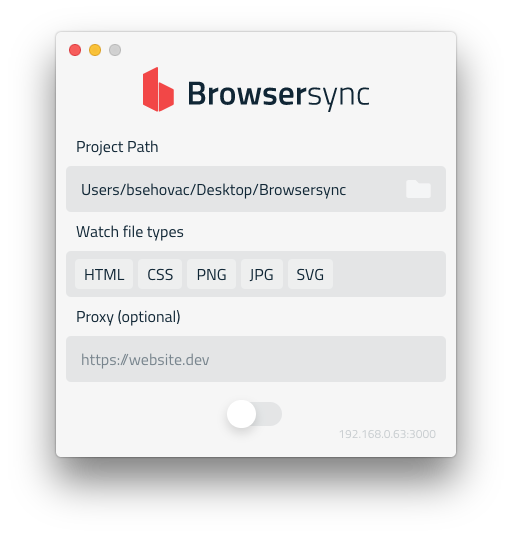 Browsersync
Project Path
Users/bsehovac/Desktop/Browsersync
Watch file types
HTML CSS PNG JPG SVG
Proxy (optional)
https://website.dev
192.168.0.63:3000